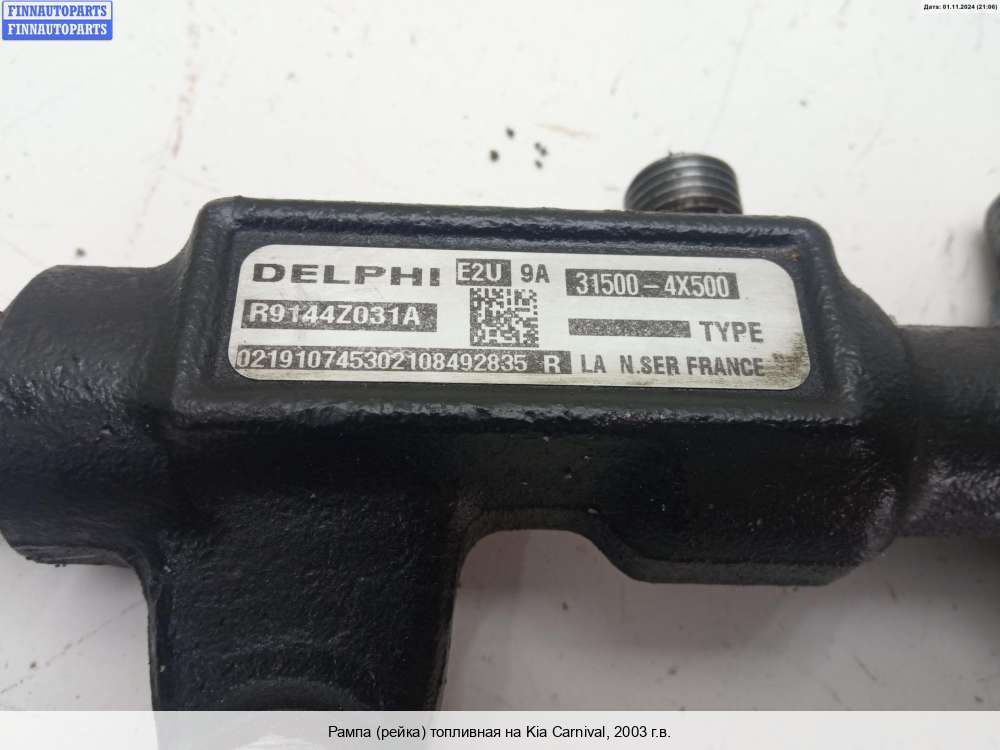 FINNAUTOPARTS
FINNAUTOPARTS
Дата: 01.11.2024 (21:06)
DELPHI E2U 9A 31500-4X500
R9144Z031A TYPE
02191074530210849283​5 R LA N.SER FRANCE
Рампа (рейка) топливная на Kia Carnival, 2003 г.в.